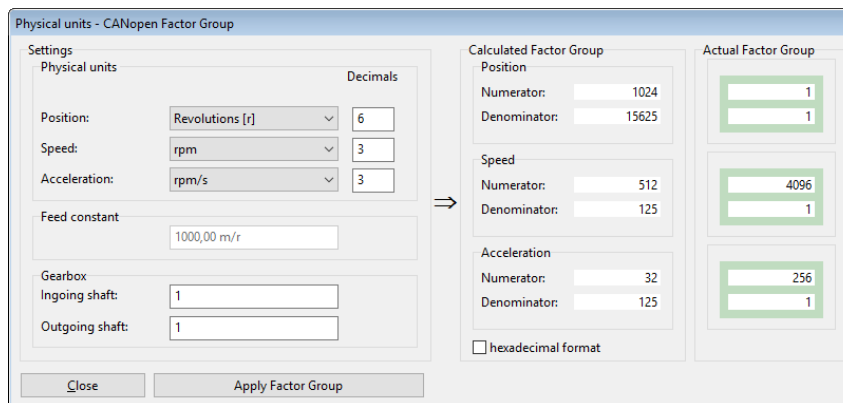 Physical units - CANopen Factor Group
Settings
Physical units
Decimals
Position: Revolutions [r] 6
Speed: rpm 3
Acceleration: rpm/s 3
Feed constant
1000,00 m/r
Gearbox
Ingoing shaft: 1
Outgoing shaft: 1
Close Apply Factor Group
⇒
Calculated Factor Group
Position
Numerator: 1024
Denominator: 15625
Speed
Numerator: 512
Denominator: 125
Acceleration
Numerator: 32
Denominator: 125
hexadecimal format
Actual Factor Group
1
1
4096
1
256
1